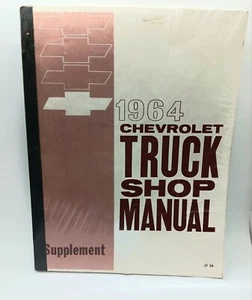 1964
CHEVROLET
TRUCK
SHOP
MANUAL
Supplement